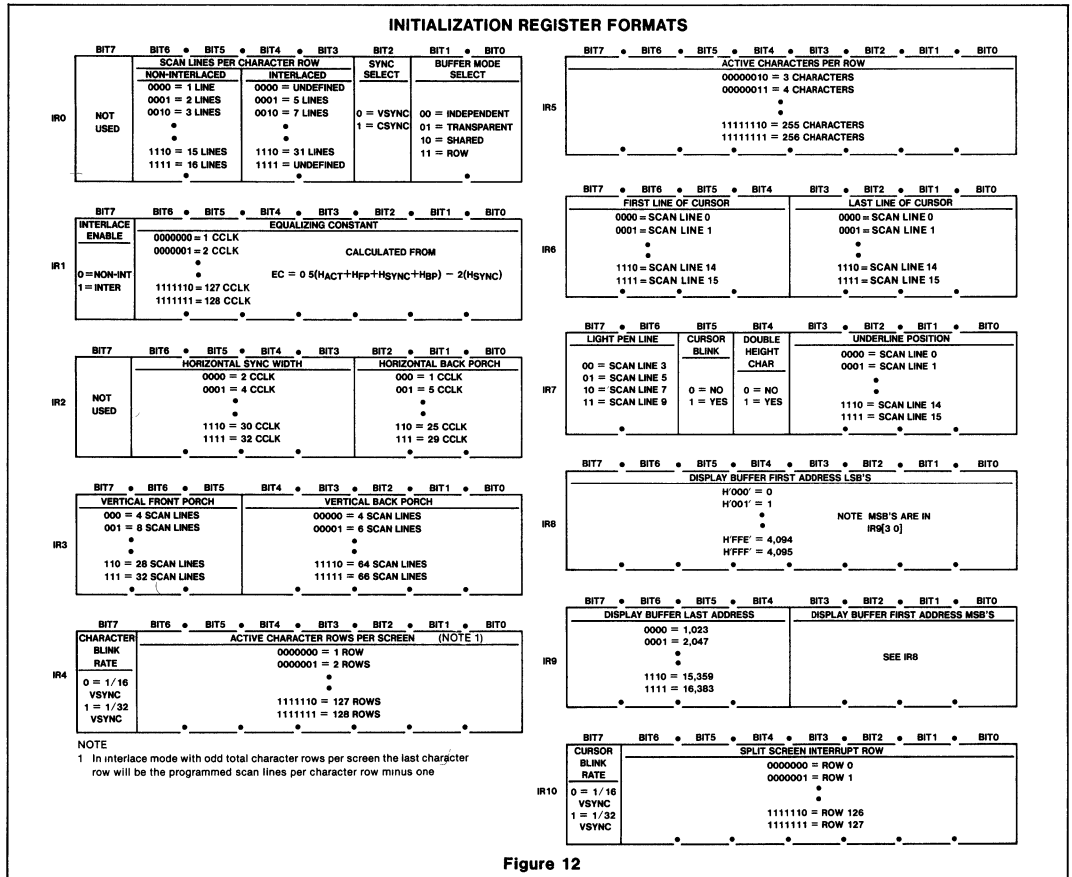 INITIALIZATION REGISTER FORMATS
BIT7 BIT6 BIT5 BIT4 BIT3 BIT2 BIT1 BIT0
IR0
NOT
USED
SCAN LINES PER CHARACTER ROW
NON-INTERLACED INTERLACED
0000 = 1 LINE 0000 = UNDEFINED
0001 = 2 LINES 0001 = 5 LINES
0010 = 3 LINES 0010 = 7 LINES
1110 = 15 LINES 1110 = 31 LINES
1111 = 16 LINES 1111 = UNDEFINED
SYNC
SELECT
0 = VSYNC
1 = CSYNC
BUFFER MODE
SELECT
00 = INDEPENDENT
01 = TRANSPARENT
10 = SHARED
11 = ROW
BIT7 BIT6 BIT5 BIT4 BIT3 BIT2 BIT1 BIT0
IR1
INTERLACE
ENABLE
0 = NON-INT
1 = INTER
EQUALIZING CONSTANT
0000000 = 1 CCLK
0000001 = 2 CCLK
1111110 = 127 CCLK
1111111 = 128 CCLK
CALCULATED FROM
EC = 0 5(HACT+HFP+HSYNC+HBP) − 2(HSYNC)
BIT7 BIT6 BIT5 BIT4 BIT3 BIT2 BIT1 BIT0
IR2
NOT
USED
HORIZONTAL SYNC WIDTH
0000 = 2 CCLK
0001 = 4 CCLK
1110 = 30 CCLK
1111 = 32 CCLK
HORIZONTAL BACK PORCH
000 = 1 CCLK
001 = 5 CCLK
110 = 25 CCLK
111 = 29 CCLK
BIT7 BIT6 BIT5 BIT4 BIT3 BIT2 BIT1 BIT0
IR3
VERTICAL FRONT PORCH
000 = 4 SCAN LINES
001 = 8 SCAN LINES
110 = 28 SCAN LINES
111 = 32 SCAN LINES
VERTICAL BACK PORCH
00000 = 4 SCAN LINES
00001 = 6 SCAN LINES
11110 = 64 SCAN LINES
11111 = 66 SCAN LINES
BIT7 BIT6 BIT5 BIT4 BIT3 BIT2 BIT1 BIT0
IR4
CHARACTER
BLINK
RATE
0 = 1/16
VSYNC
1 = 1/32
VSYNC
ACTIVE CHARACTER ROWS PER SCREEN (NOTE 1)
0000000 = 1 ROW
0000001 = 2 ROWS
1111110 = 127 ROWS
1111111 = 128 ROWS
NOTE
1 In interlace mode with odd total character rows per screen the last character
row will be the programmed scan lines per character row minus one
BIT7 BIT6 BIT5 BIT4 BIT3 BIT2 BIT1 BIT0
IR5
ACTIVE CHARACTERS PER ROW
00000010 = 3 CHARACTERS
00000011 = 4 CHARACTERS
11111110 = 255 CHARACTERS
11111111 = 256 CHARACTERS
BIT7 BIT6 BIT5 BIT4 BIT3 BIT2 BIT1 BIT0
IR6
FIRST LINE OF CURSOR
0000 = SCAN LINE 0
0001 = SCAN LINE 1
1110 = SCAN LINE 14
1111 = SCAN LINE 15
LAST LINE OF CURSOR
0000 = SCAN LINE 0
0001 = SCAN LINE 1
1110 = SCAN LINE 14
1111 = SCAN LINE 15
BIT7 BIT6 BIT5 BIT4 BIT3 BIT2 BIT1 BIT0
IR7
LIGHT PEN LINE
00 = SCAN LINE 3
01 = SCAN LINE 5
10 = SCAN LINE 7
11 = SCAN LINE 9
CURSOR
BLINK
0 = NO
1 = YES
DOUBLE
HEIGHT
CHAR
0 = NO
1 = YES
UNDERLINE POSITION
0000 = SCAN LINE 0
0001 = SCAN LINE 1
1110 = SCAN LINE 14
1111 = SCAN LINE 15
BIT7 BIT6 BIT5 BIT4 BIT3 BIT2 BIT1 BIT0
IR8
DISPLAY BUFFER FIRST ADDRESS LSB'S
H'000' = 0
H'001' = 1
H'FFE' = 4,094
H'FFF' = 4,095
NOTE MSB'S ARE IN
IR9[3 0]
BIT7 BIT6 BIT5 BIT4 BIT3 BIT2 BIT1 BIT0
IR9
DISPLAY BUFFER LAST ADDRESS
0000 = 1,023
0001 = 2,047
1110 = 15,359
1111 = 16,383
DISPLAY BUFFER FIRST ADDRESS MSB'S
SEE IR8
BIT7 BIT6 BIT5 BIT4 BIT3 BIT2 BIT1 BIT0
IR10
CURSOR
BLINK
RATE
0 = 1/16
VSYNC
1 = 1/32
VSYNC
SPLIT SCREEN INTERRUPT ROW
0000000 = ROW 0
0000001 = ROW 1
1111110 = ROW 126
1111111 = ROW 127
Figure 12